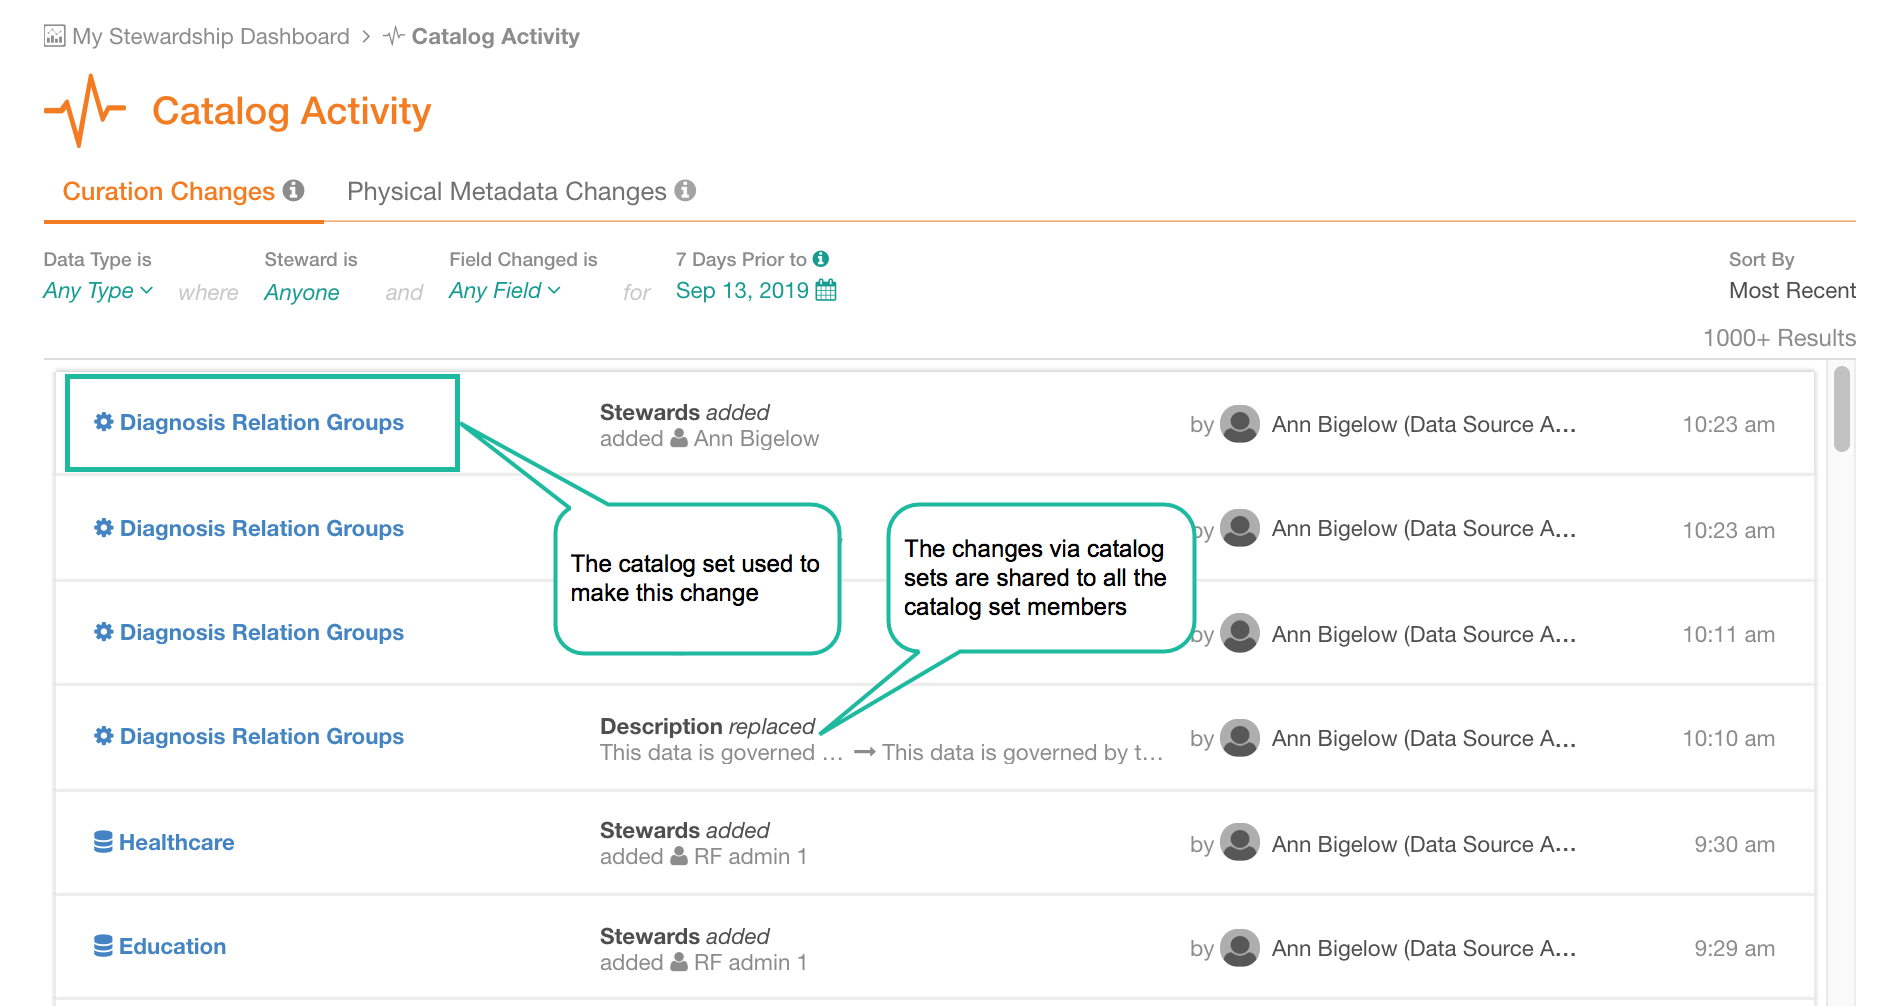 My Stewardship Dashboard > Catalog Activity
Catalog Activity
Curation Changes Physical Metadata Changes
Data Type is Steward is Field Changed is 7 Days Prior to Sort By
Any Type where Anyone and Any Field for Sep 13, 2019 Most Recent
1000+ Results
Diagnosis Relation Groups
Stewards added
added Ann Bigelow
by Ann Bigelow (Data Source A... 10:23 am
Diagnosis Relation Groups
by Ann Bigelow (Data Source A... 10:23 am
The catalog set used to
make this change
The changes via catalog
sets are shared to all the
catalog set members
Diagnosis Relation Groups
by Ann Bigelow (Data Source A... 10:11 am
Diagnosis Relation Groups
Description replaced
This data is governed ... → This data is governed by t...
by Ann Bigelow (Data Source A... 10:10 am
Healthcare
Stewards added
added RF admin 1
by Ann Bigelow (Data Source A... 9:30 am
Education
Stewards added
added RF admin 1
by Ann Bigelow (Data Source A... 9:29 am